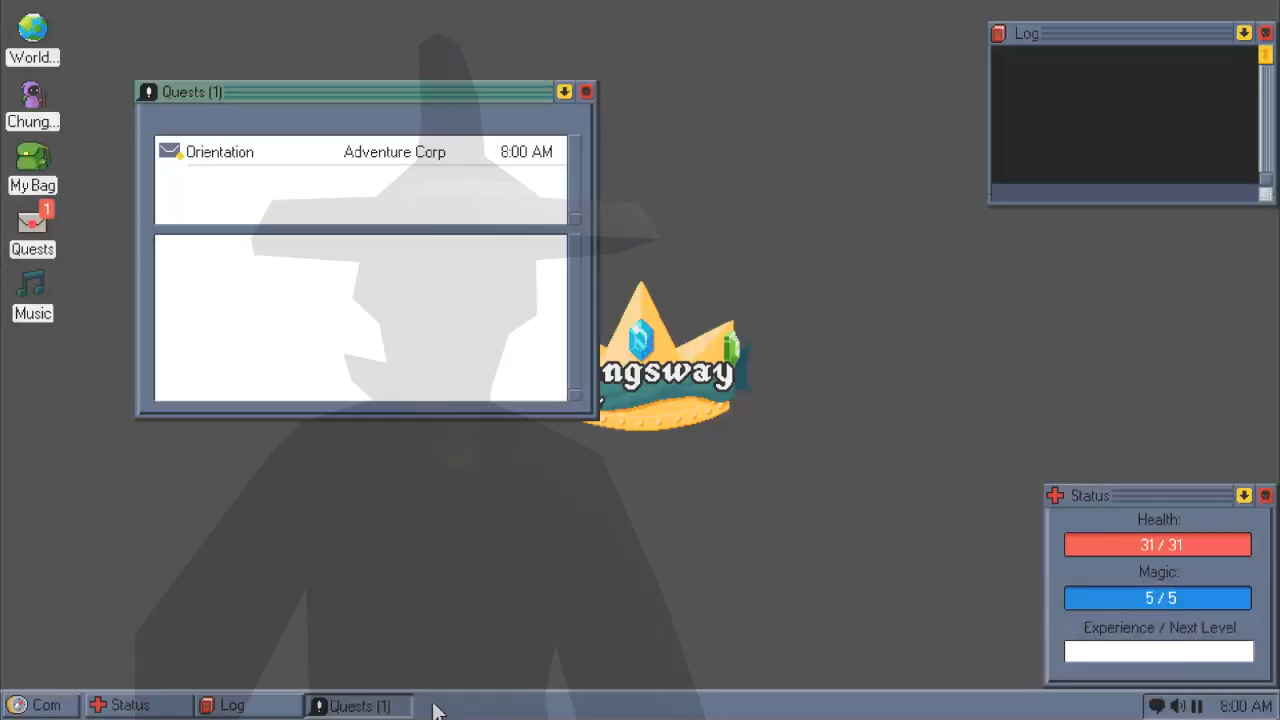 World...
Chung...
My Bag
1
Quests
Music
Quests (1)
Orientation Adventure Corp 8:00 AM
ngsway
Log
Status
Health:
31 / 31
Magic:
5 / 5
Experience / Next Level
Com Status Log Quests (1) 8:00 AM